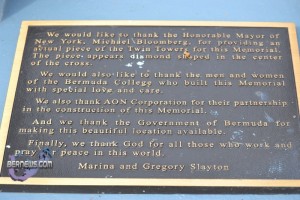 We would like to thank the Honorable Mayor of
New York, Michael Bloomberg, for providing an
actual piece of the Twin Towers for this Memorial.
The piece appears diamond shaped in the center
of the cross.
We would also like to thank the men and women
of the Bermuda College who built this Memorial
with special love and care.
We also thank AON Corporation for their partnership
in the construction of this Memorial.
And we thank the Government of Bermuda for
making this beautiful location available.
Finally, we thank God for all those who work and
pray for peace in this world.
Marina and Gregory Slayton
BERNEWS.COM